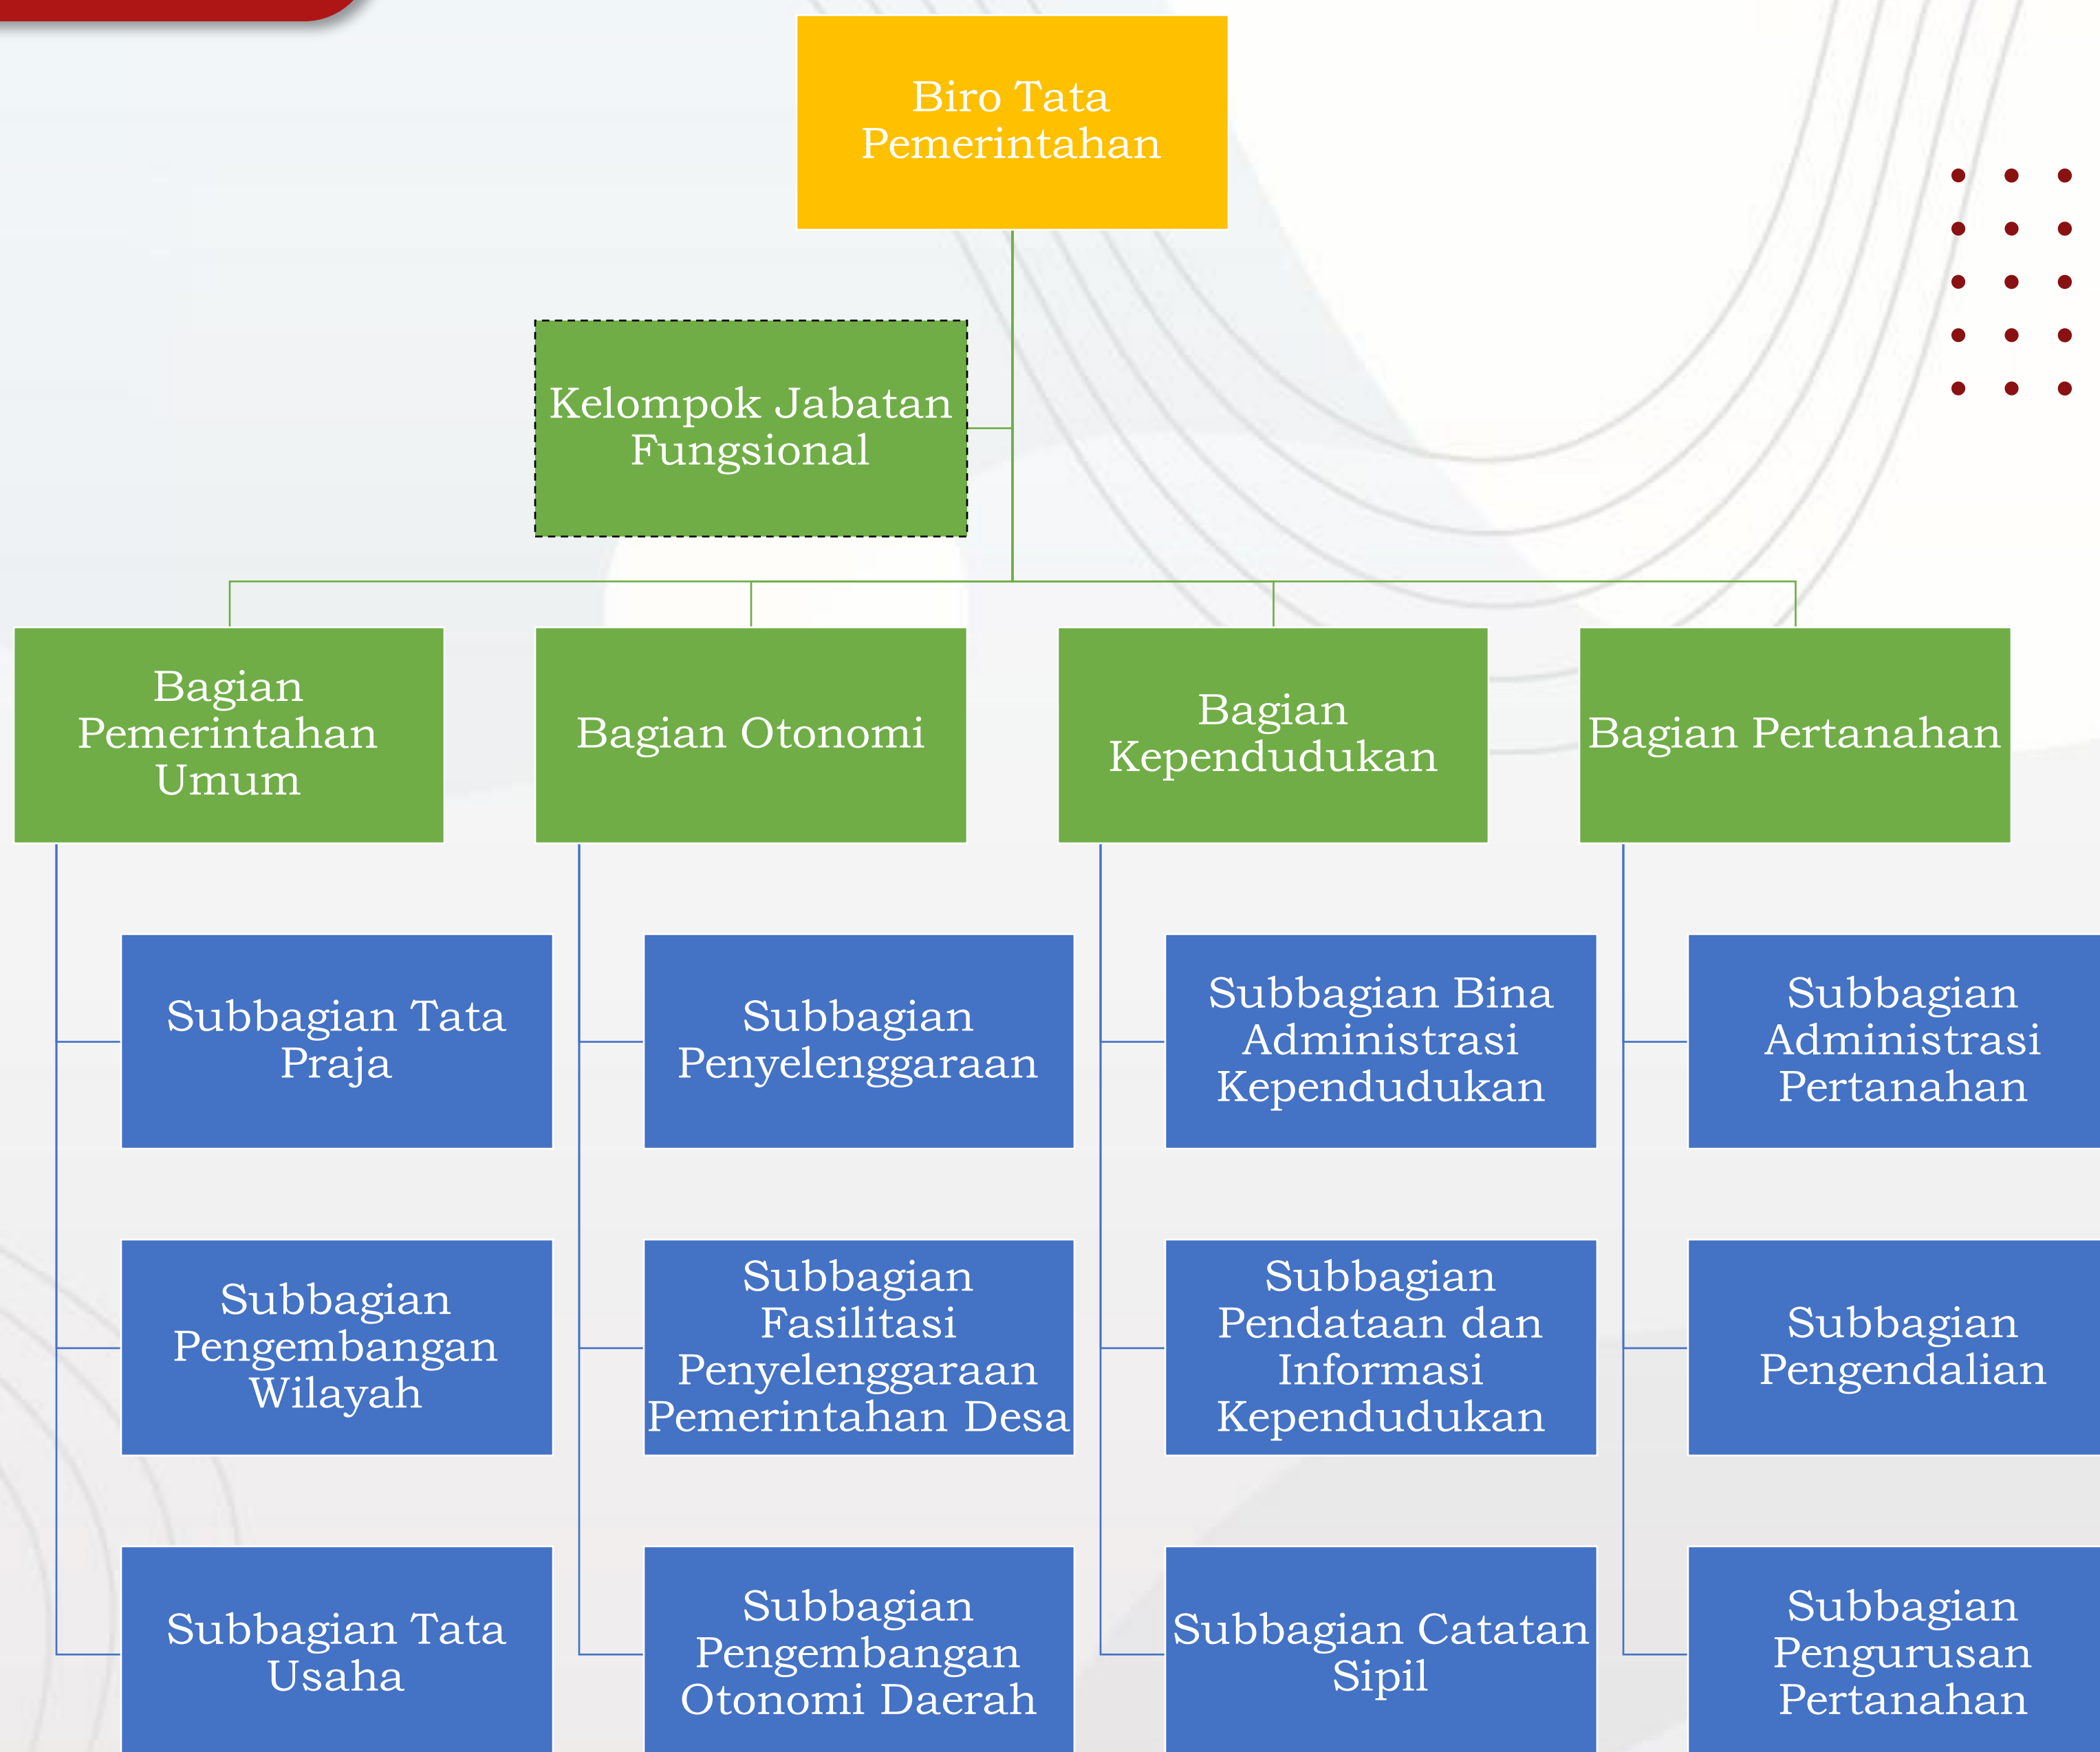 Biro Tata
Pemerintahan
Kelompok Jabatan
Fungsional
Bagian
Pemerintahan
Umum
Bagian Otonomi
Bagian
Kependudukan
Bagian Pertanahan
Subbagian Tata
Praja
Subbagian
Penyelenggaraan
Subbagian Bina
Administrasi
Kependudukan
Subbagian
Administrasi
Pertanahan
Subbagian
Pengembangan
Wilayah
Subbagian
Fasilitasi
Penyelenggaraan
Pemerintahan Desa
Subbagian
Pendataan dan
Informasi
Kependudukan
Subbagian
Pengendalian
Subbagian Tata
Usaha
Subbagian
Pengembangan
Otonomi Daerah
Subbagian Catatan
Sipil
Subbagian
Pengurusan
Pertanahan